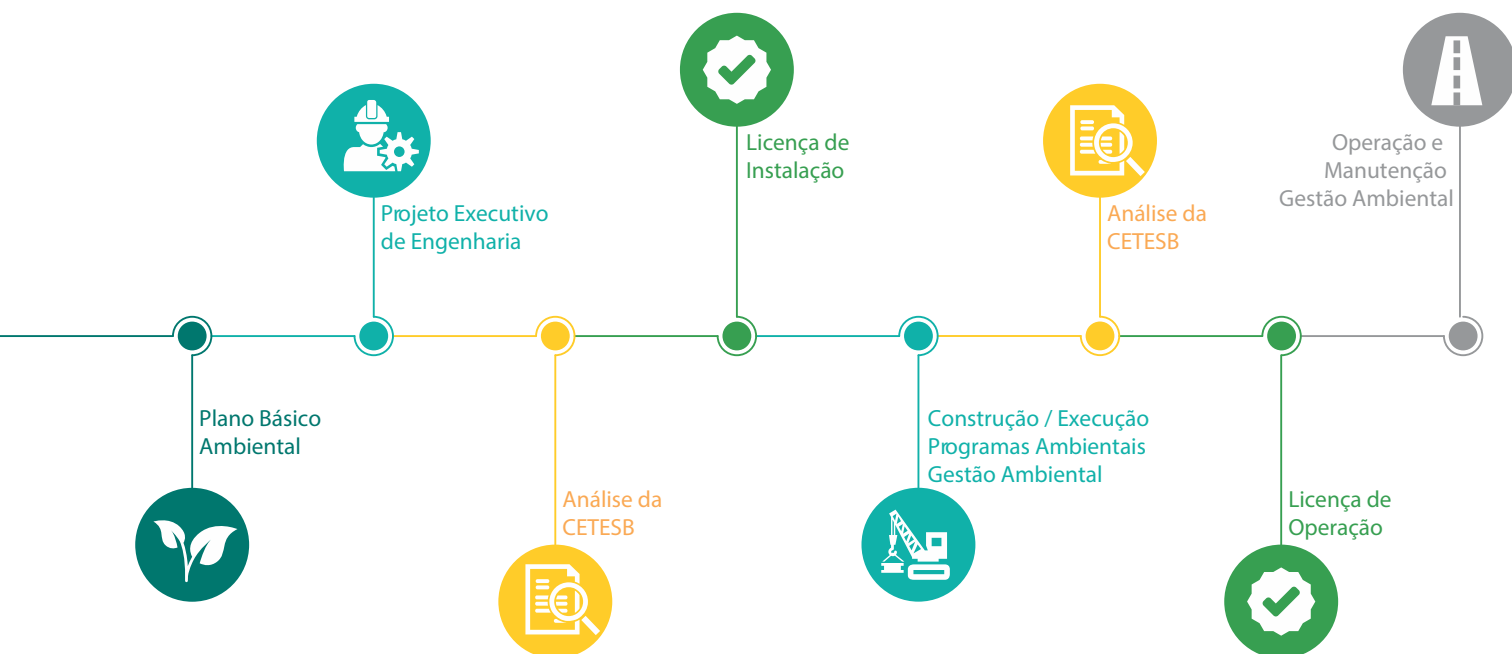 Plano Básico
Ambiental
Projeto Executivo
de Engenharia
Análise da
CETESB
Licença de
Instalação
Construção / Execução
Programas Ambientais
Gestão Ambiental
Análise da
CETESB
Licença de
Operação
Operação e
Manutenção
Gestão Ambiental